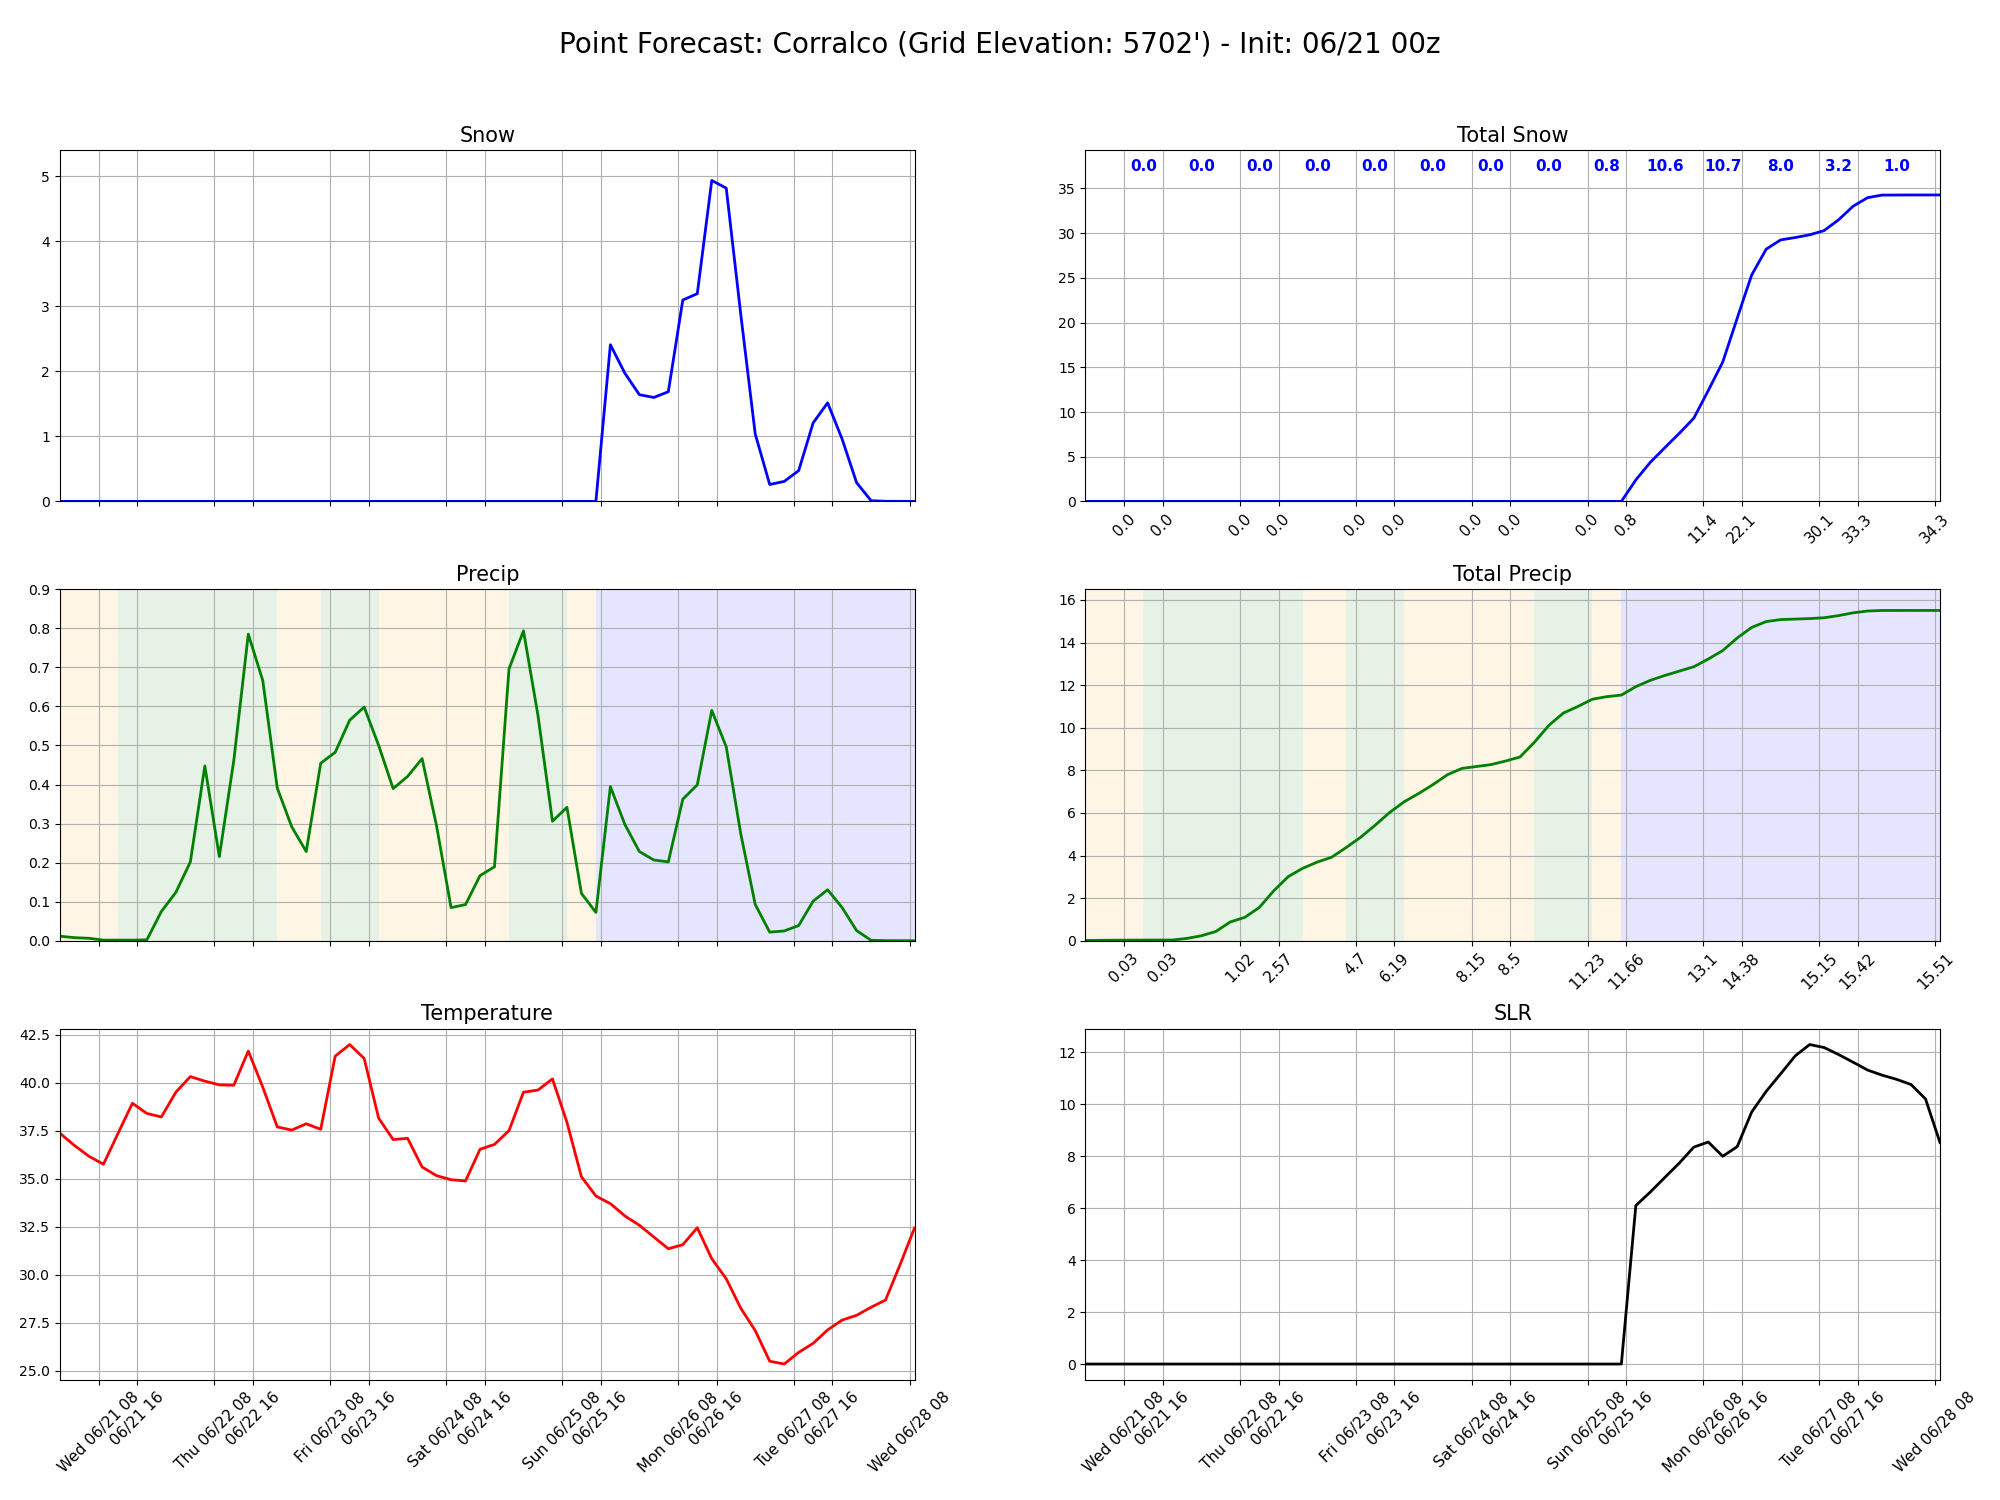 Point Forecast: Corralco (Grid Elevation: 5702') - Init: 06/21 00z
Snow
5
4
3
2
1
0
Total Snow
0.0 0.0 0.0 0.0 0.0 0.0 0.0 0.0 0.8 10.6 10.7 8.0 3.2 1.0
35
30
25
20
15
10
5
0
0.0 0.0 0.0 0.0 0.0 0.0 0.0 0.0 0.0 0.8 11.4 22.1 30.1 33.3 34.3
Precip
0.9
0.8
0.7
0.6
0.5
0.4
0.3
0.2
0.1
0.0
Total Precip
16
14
12
10
8
6
4
2
0
0.03 0.03 1.02 2.57 4.7 6.19 8.15 8.5 11.23 11.66 13.1 14.38 15.15 15.42 15.51
Temperature
42.5
40.0
37.5
35.0
32.5
30.0
27.5
25.0
Wed 06/21 08
06/21 16
Thu 06/22 08
06/22 16
Fri 06/23 08
06/23 16
Sat 06/24 08
06/24 16
Sun 06/25 08
06/25 16
Mon 06/26 08
06/26 16
Tue 06/27 08
06/27 16
Wed 06/28 08
SLR
12
10
8
6
4
2
0
Wed 06/21 08
06/21 16
Thu 06/22 08
06/22 16
Fri 06/23 08
06/23 16
Sat 06/24 08
06/24 16
Sun 06/25 08
06/25 16
Mon 06/26 08
06/26 16
Tue 06/27 08
06/27 16
Wed 06/28 08